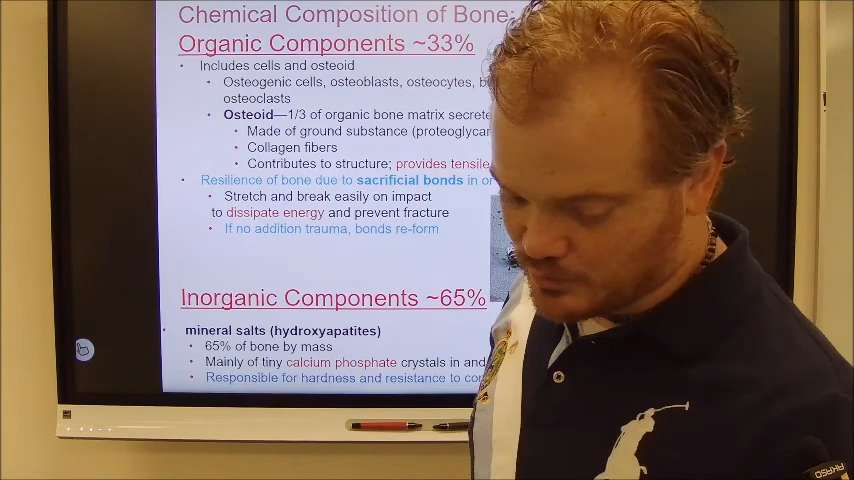 Chemical Composition of Bone:
Organic Components ~33%
• Includes cells and osteoid
• Osteogenic cells, osteoblasts, osteocytes,
osteoclasts
• Osteoid—1/3 of organic bone matrix
• Made of ground substance
• Collagen fibers
• Contributes to structure; provides tensile
• Resilience of bone due to sacrificial bonds in
• Stretch and break easily on impact
to dissipate energy and prevent fracture
• If no addition trauma, bonds re-form
Inorganic Components ~65%
• mineral salts (hydroxyapatites)
• 65% of bone by mass
• Mainly of tiny calcium phosphate crystals in and
• Responsible for hardness and resistance to
AKASO